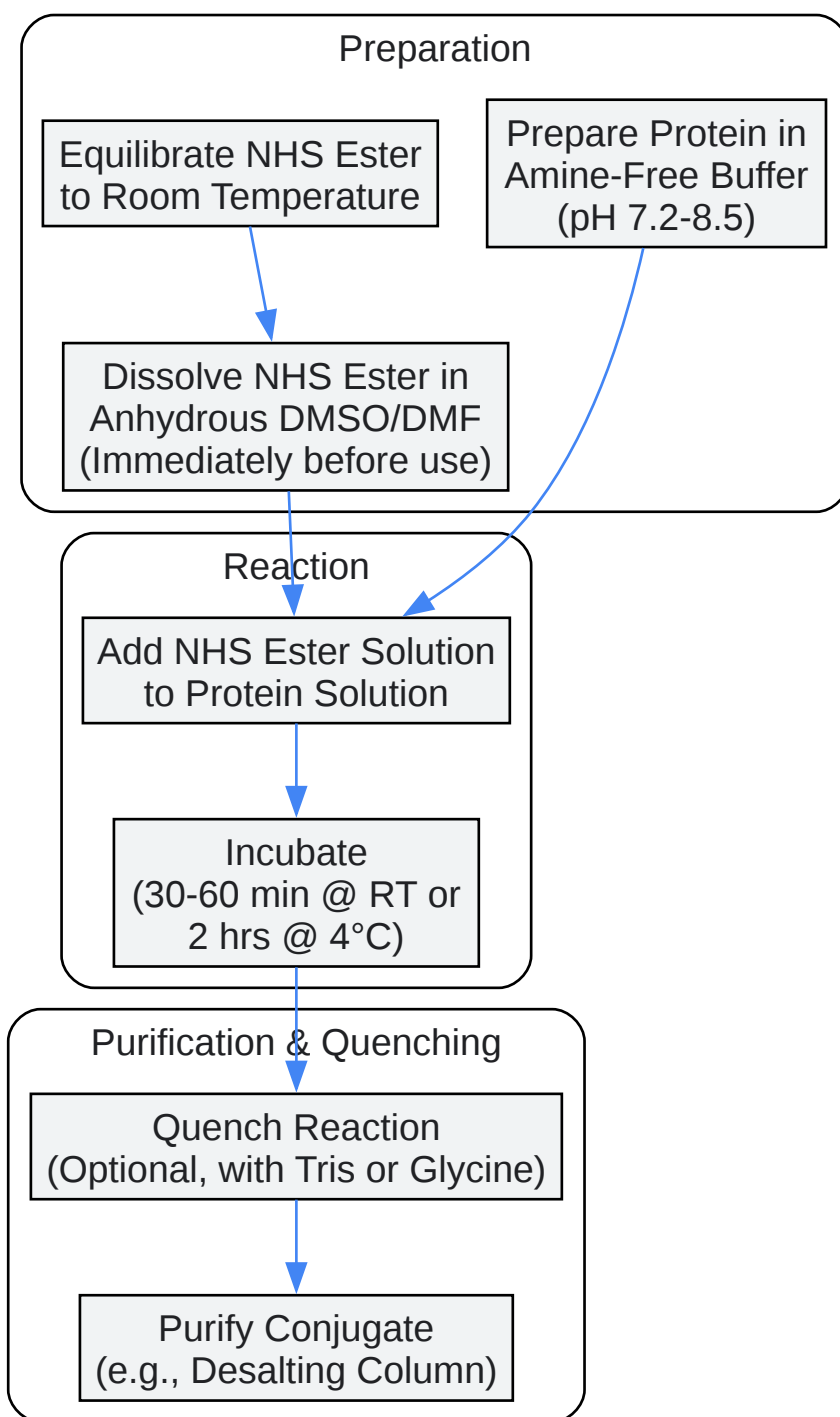 Preparation
Equilibrate NHS Ester
to Room Temperature
Prepare Protein in
Amine-Free Buffer
(pH 7.2-8.5)
Dissolve NHS Ester in
Anhydrous DMSO/DMF
(Immediately before use)
Reaction
Add NHS Ester Solution
to Protein Solution
Incubate
(30-60 min @ RT or
2 hrs @ 4°C)
Purification & Quenching
Quench Reaction
(Optional, with Tris or Glycine)
Purify Conjugate
(e.g., Desalting Column)